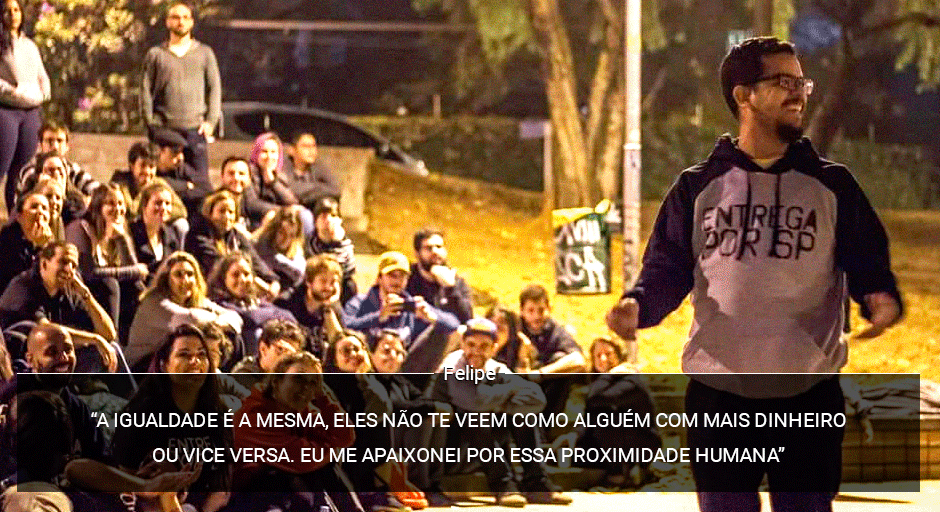 ENTREGA
POR SP
Felipe
“A IGUALDADE É A MESMA, ELES NÃO TE VEEM COMO ALGUÉM COM MAIS DINHEIRO
OU VICE VERSA. EU ME APAIXONEI POR ESSA PROXIMIDADE HUMANA”